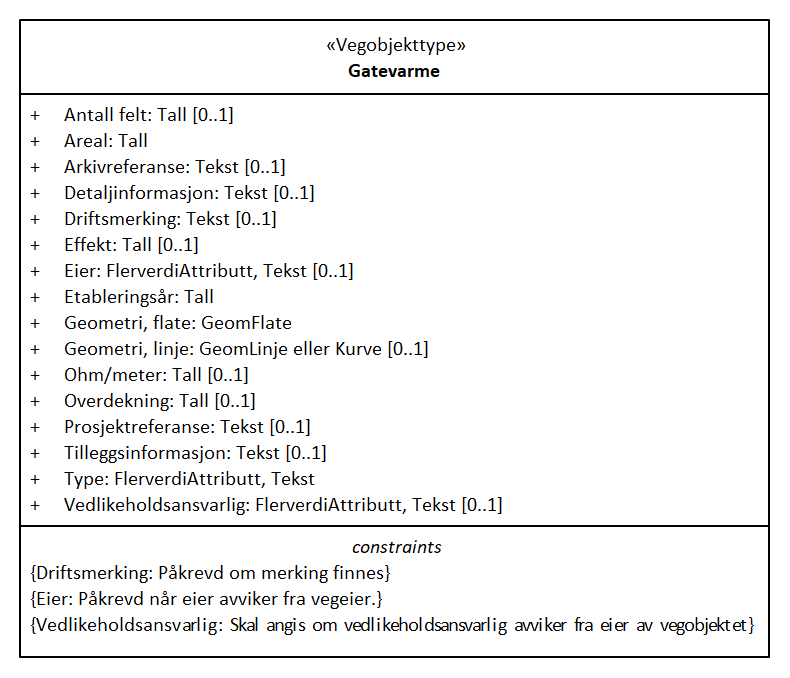 «Vegobjekttype»
Gatevarme
+ Antall felt: Tall [0..1]
+ Areal: Tall
+ Arkivreferanse: Tekst [0..1]
+ Detaljinformasjon: Tekst [0..1]
+ Driftsmerking: Tekst [0..1]
+ Effekt: Tall [0..1]
+ Eier: FlerverdiAttributt, Tekst [0..1]
+ Etableringsår: Tall
+ Geometri, flate: GeomFlate
+ Geometri, linje: GeomLinje eller Kurve [0..1]
+ Ohm/meter: Tall [0..1]
+ Overdekning: Tall [0..1]
+ Prosjektreferanse: Tekst [0..1]
+ Tilleggsinformasjon: Tekst [0..1]
+ Type: FlerverdiAttributt, Tekst
+ Vedlikeholdsansvarlig: FlerverdiAttributt, Tekst [0..1]
constraints
{Driftsmerking: Påkrevd om merking finnes}
{Eier: Påkrevd når eier avviker fra vegeier.}
{Vedlikeholdsansvarlig: Skal angis om vedlikeholdsansvarlig avviker fra eier av vegobjektet}